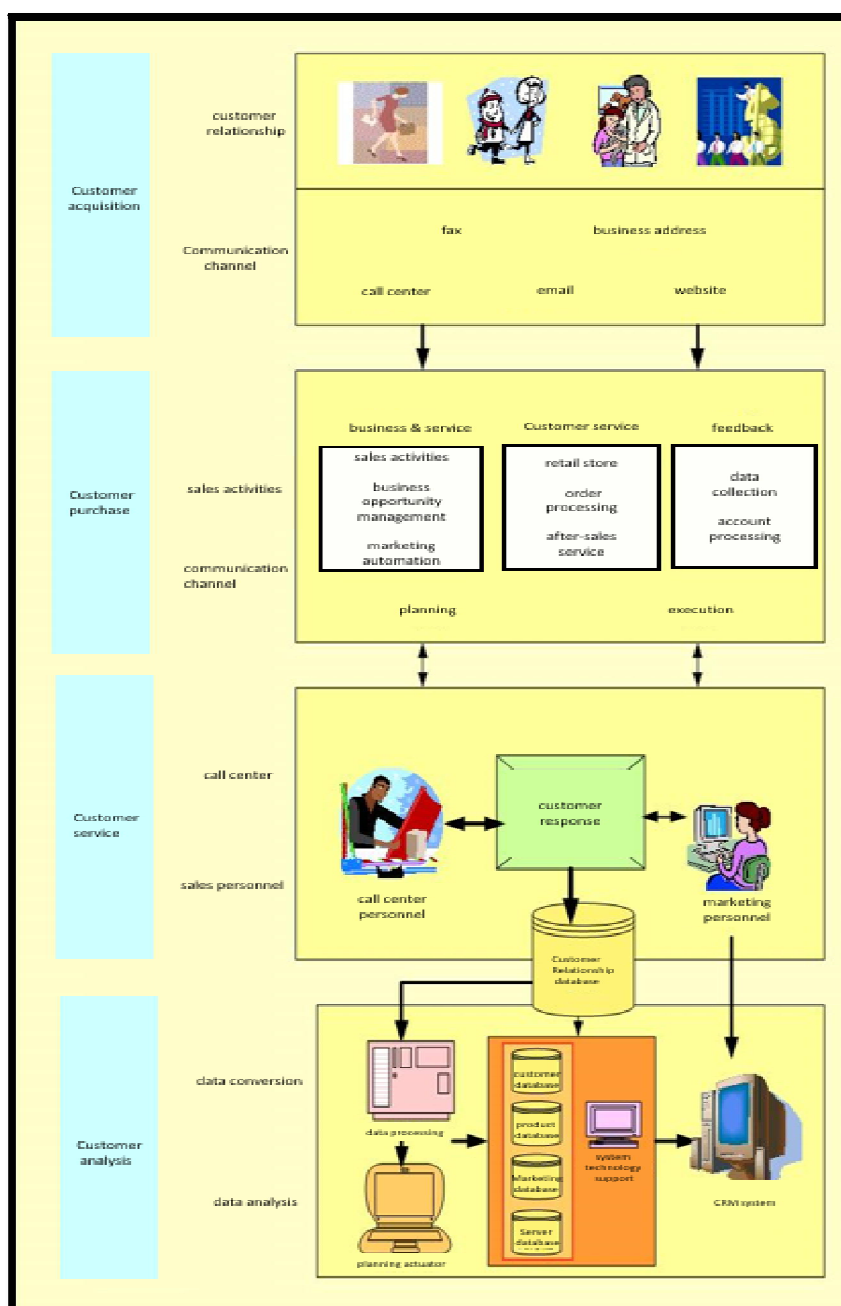 customer
relationship
Customer
acquisition
Communication
channel
fax
business address
call center
email
website
Customer
purchase
sales activities
communication
channel
business & service
sales activities
business
opportunity
management
marketing
automation
Customer service
retail store
order
processing
after-sales
service
feedback
data
collection
account
processing
planning
execution
Customer
service
call center
sales personnel
customer
response
call center
personnel
marketing
personnel
Customer
Relationship
database
Customer
analysis
data conversion
data analysis
data processing
planning actuator
customer
database
product
database
Marketing
database
Server
database
system
technology
support
CRM system